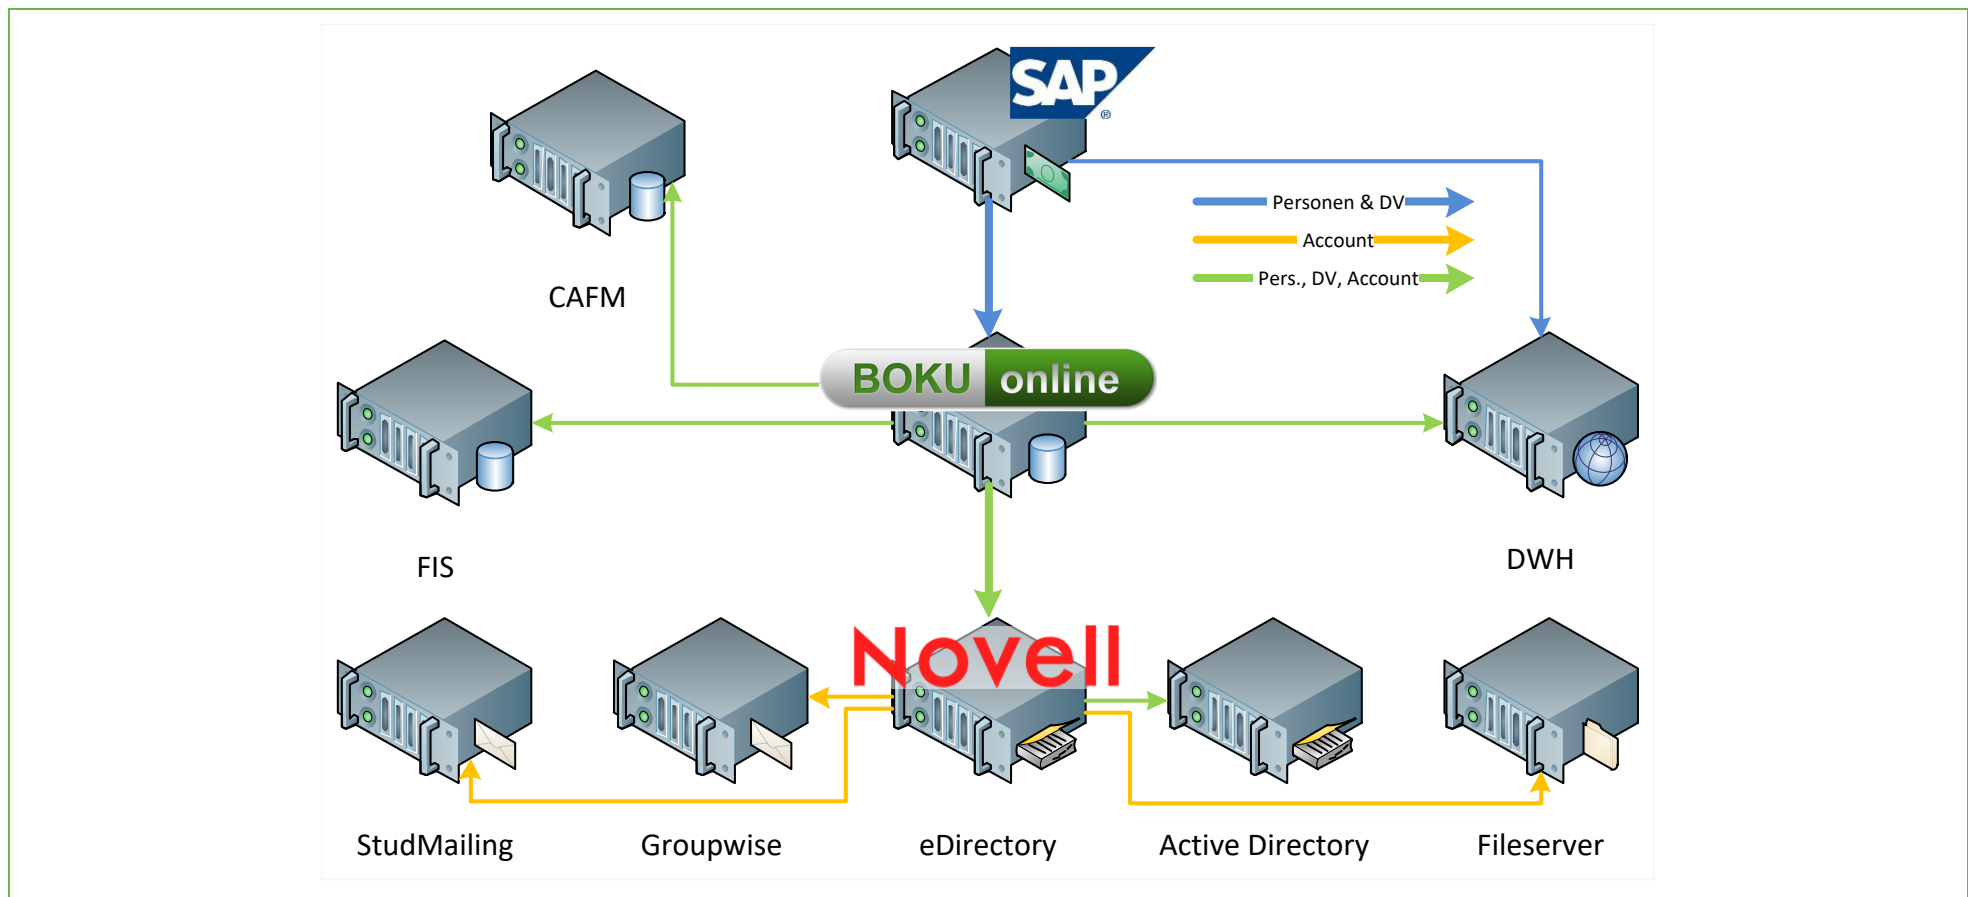 SAP
®
Personen & DV
Account
Pers., DV, Account
CAFM
BOKU online
FIS
DWH
Novell
StudMailing
Groupwise
eDirectory
Active Directory
Fileserver